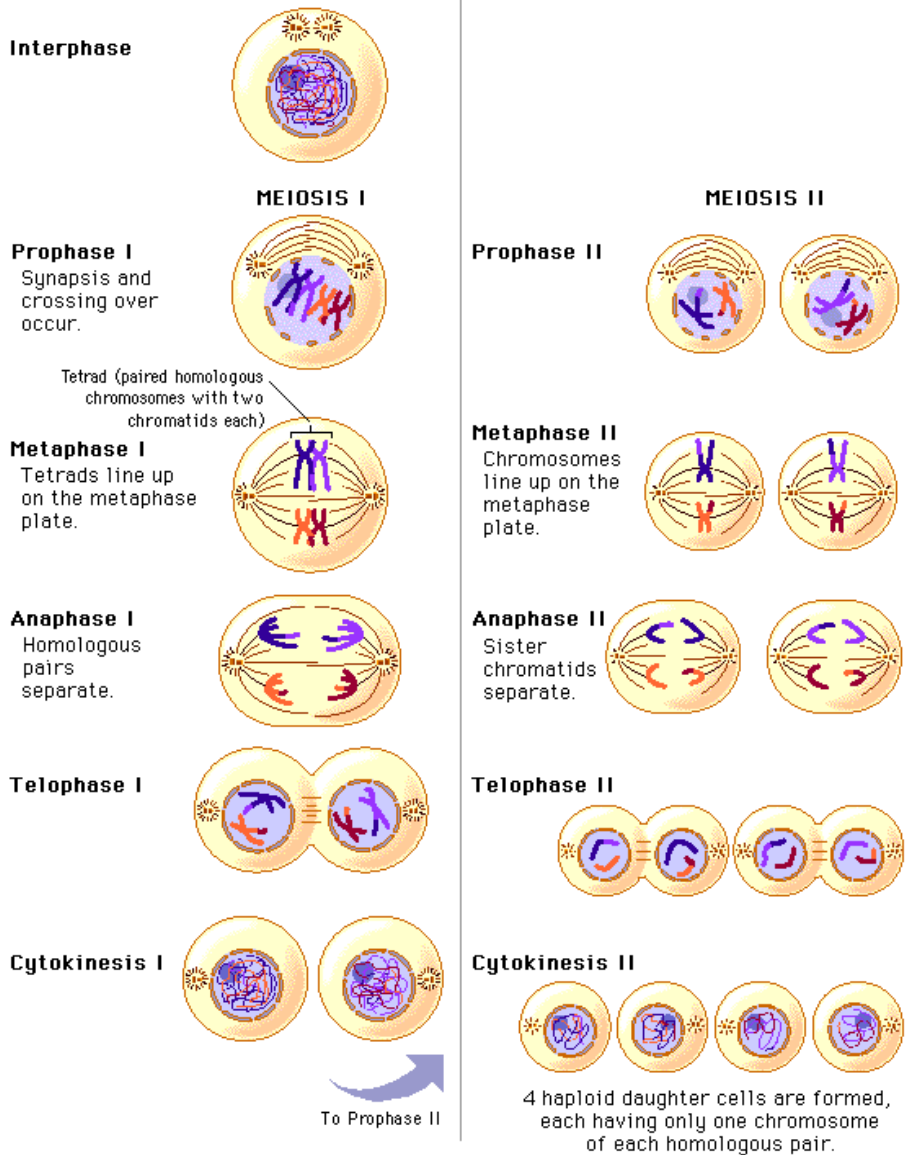 Interphase
MEIOSIS I
Prophase I
Synapsis and
crossing over
occur.
Tetrad (paired homologous
chromosomes with two
chromatids each)
Metaphase I
Tetrads line up
on the metaphase
plate.
Anaphase I
Homologous
pairs
separate.
Telophase I
Cytokinesis I
To Prophase II
MEIOSIS II
Prophase II
Metaphase II
Chromosomes
line up on the
metaphase
plate.
Anaphase II
Sister
chromatids
separate.
Telophase II
Cytokinesis II
4 haploid daughter cells are formed,
each having only one chromosome
of each homologous pair.